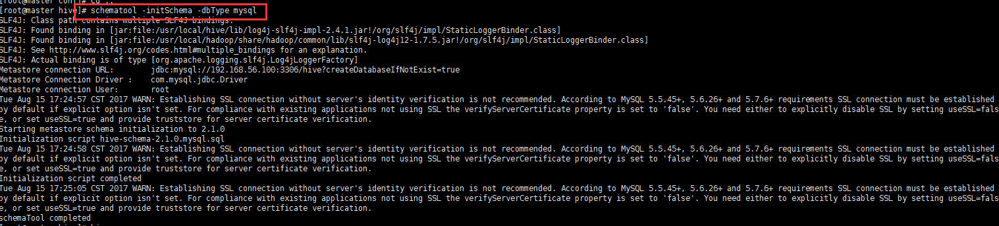 [root@master conf]# cd ..
[root@master hive]# schematool -initSchema -dbType mysql
SLF4J: Class path contains multiple SLF4J bindings.
SLF4J: Found binding in [jar:file:/usr/local/hive/lib/log4j-slf4j-impl-2.4.1.jar!/org/slf4j/impl/StaticLoggerBinder.class]
SLF4J: Found binding in [jar:file:/usr/local/hadoop/share/hadoop/common/lib/slf4j-log4j12-1.7.5.jar!/org/slf4j/impl/StaticLoggerBinder.class]
SLF4J: See http://www.slf4j.org/codes.html#multiple_bindings for an explanation.
SLF4J: Actual binding is of type [org.apache.logging.slf4j.Log4jLoggerFactory]
Metastore connection URL:        jdbc:mysql://192.168.56.100:3306/hive?createDatabaseIfNotExist=true
Metastore Connection Driver :    com.mysql.jdbc.Driver
Metastore connection User:       root
Tue Aug 15 17:24:57 CST 2017 WARN: Establishing SSL connection without server's identity verification is not recommended. According to MySQL 5.5.45+, 5.6.26+ and 5.7.6+ requirements SSL connection must be established
by default if explicit option isn't set. For compliance with existing applications not using SSL the verifyServerCertificate property is set to 'false'. You need either to explicitly disable SSL by setting useSSL=fals
e, or set useSSL=true and provide truststore for server certificate verification.
Starting metastore schema initialization to 2.1.0
Initialization script hive-schema-2.1.0.mysql.sql
Tue Aug 15 17:24:58 CST 2017 WARN: Establishing SSL connection without server's identity verification is not recommended. According to MySQL 5.5.45+, 5.6.26+ and 5.7.6+ requirements SSL connection must be established
by default if explicit option isn't set. For compliance with existing applications not using SSL the verifyServerCertificate property is set to 'false'. You need either to explicitly disable SSL by setting useSSL=fals
e, or set useSSL=true and provide truststore for server certificate verification.
Initialization script completed
Tue Aug 15 17:25:05 CST 2017 WARN: Establishing SSL connection without server's identity verification is not recommended. According to MySQL 5.5.45+, 5.6.26+ and 5.7.6+ requirements SSL connection must be established
by default if explicit option isn't set. For compliance with existing applications not using SSL the verifyServerCertificate property is set to 'false'. You need either to explicitly disable SSL by setting useSSL=fals
e, or set useSSL=true and provide truststore for server certificate verification.
schemaTool completed